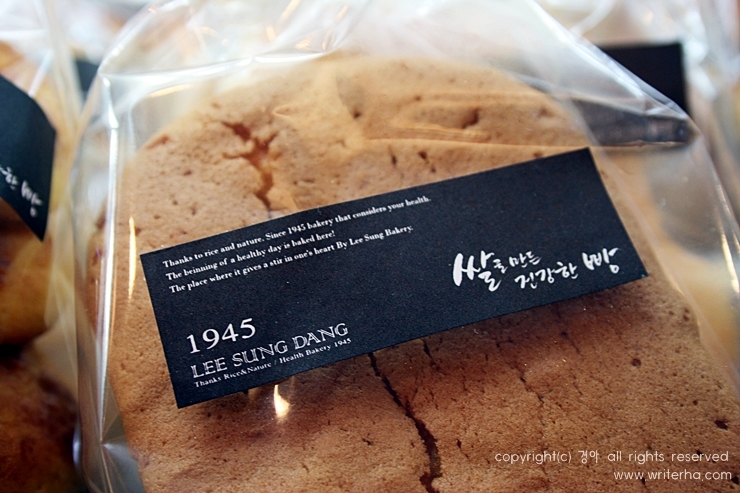 Thanks to rice and nature. Since 1945 bakery that considers your health.
The beinning of a healthy day is baked here!
The place where it gives a stir in one's heart By Lee Sung Bakery.
쌀로 만든
건강한 빵
1945
LEE SUNG DANG
Thanks Rice&Nature / Health Bakery 1945
강한 빵
copyright(c) 경아 all rights reserved
www.writerha.com